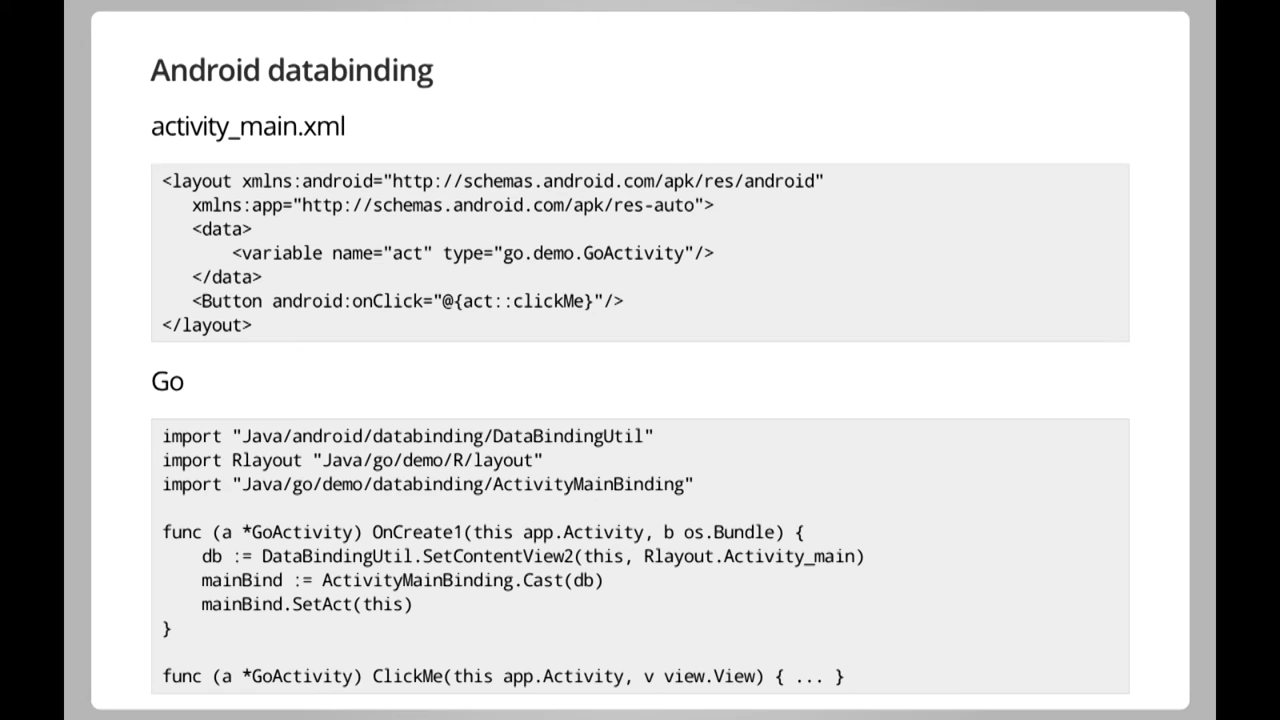 Android databinding
activity_main.xml
<layout xmlns:android="http://schemas.android.com/apk/res/android"
   xmlns:app="http://schemas.android.com/apk/res-auto">
   <data>
       <variable name="act" type="go.demo.GoActivity"/>
   </data>
   <Button android:onClick="@{act::clickMe}"/>
</layout>
Go
import "Java/android/databinding/DataBindingUtil"
import Rlayout "Java/go/demo/R/layout"
import "Java/go/demo/databinding/ActivityMainBinding"
func (a *GoActivity) OnCreate1(this app.Activity, b os.Bundle) {
    db := DataBindingUtil.SetContentView2(this, Rlayout.Activity_main)
    mainBind := ActivityMainBinding.Cast(db)
    mainBind.SetAct(this)
}
func (a *GoActivity) ClickMe(this app.Activity, v view.View) { ... }